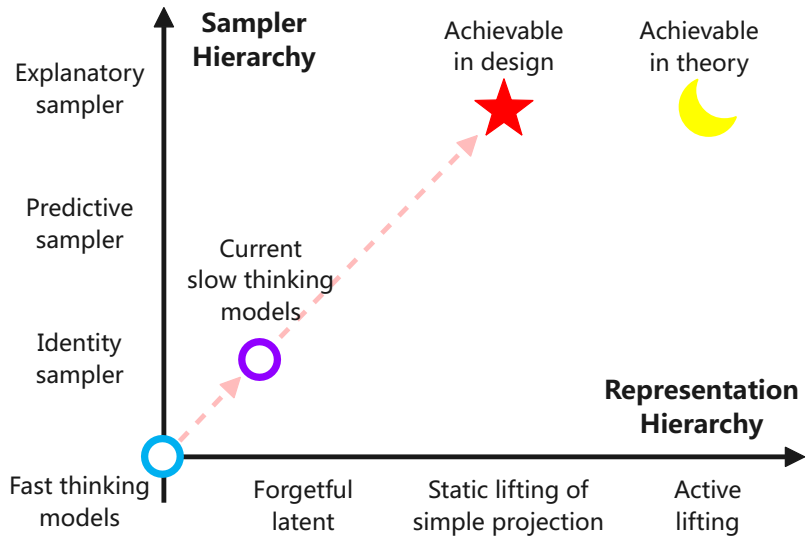 Sampler
Hierarchy
Achievable
in design
Achievable
in theory
Explanatory
sampler
Predictive
sampler
Current
slow thinking
models
Identity
sampler
Representation
Hierarchy
Fast thinking
models
Forgetful
latent
Static lifting of
simple projection
Active
lifting